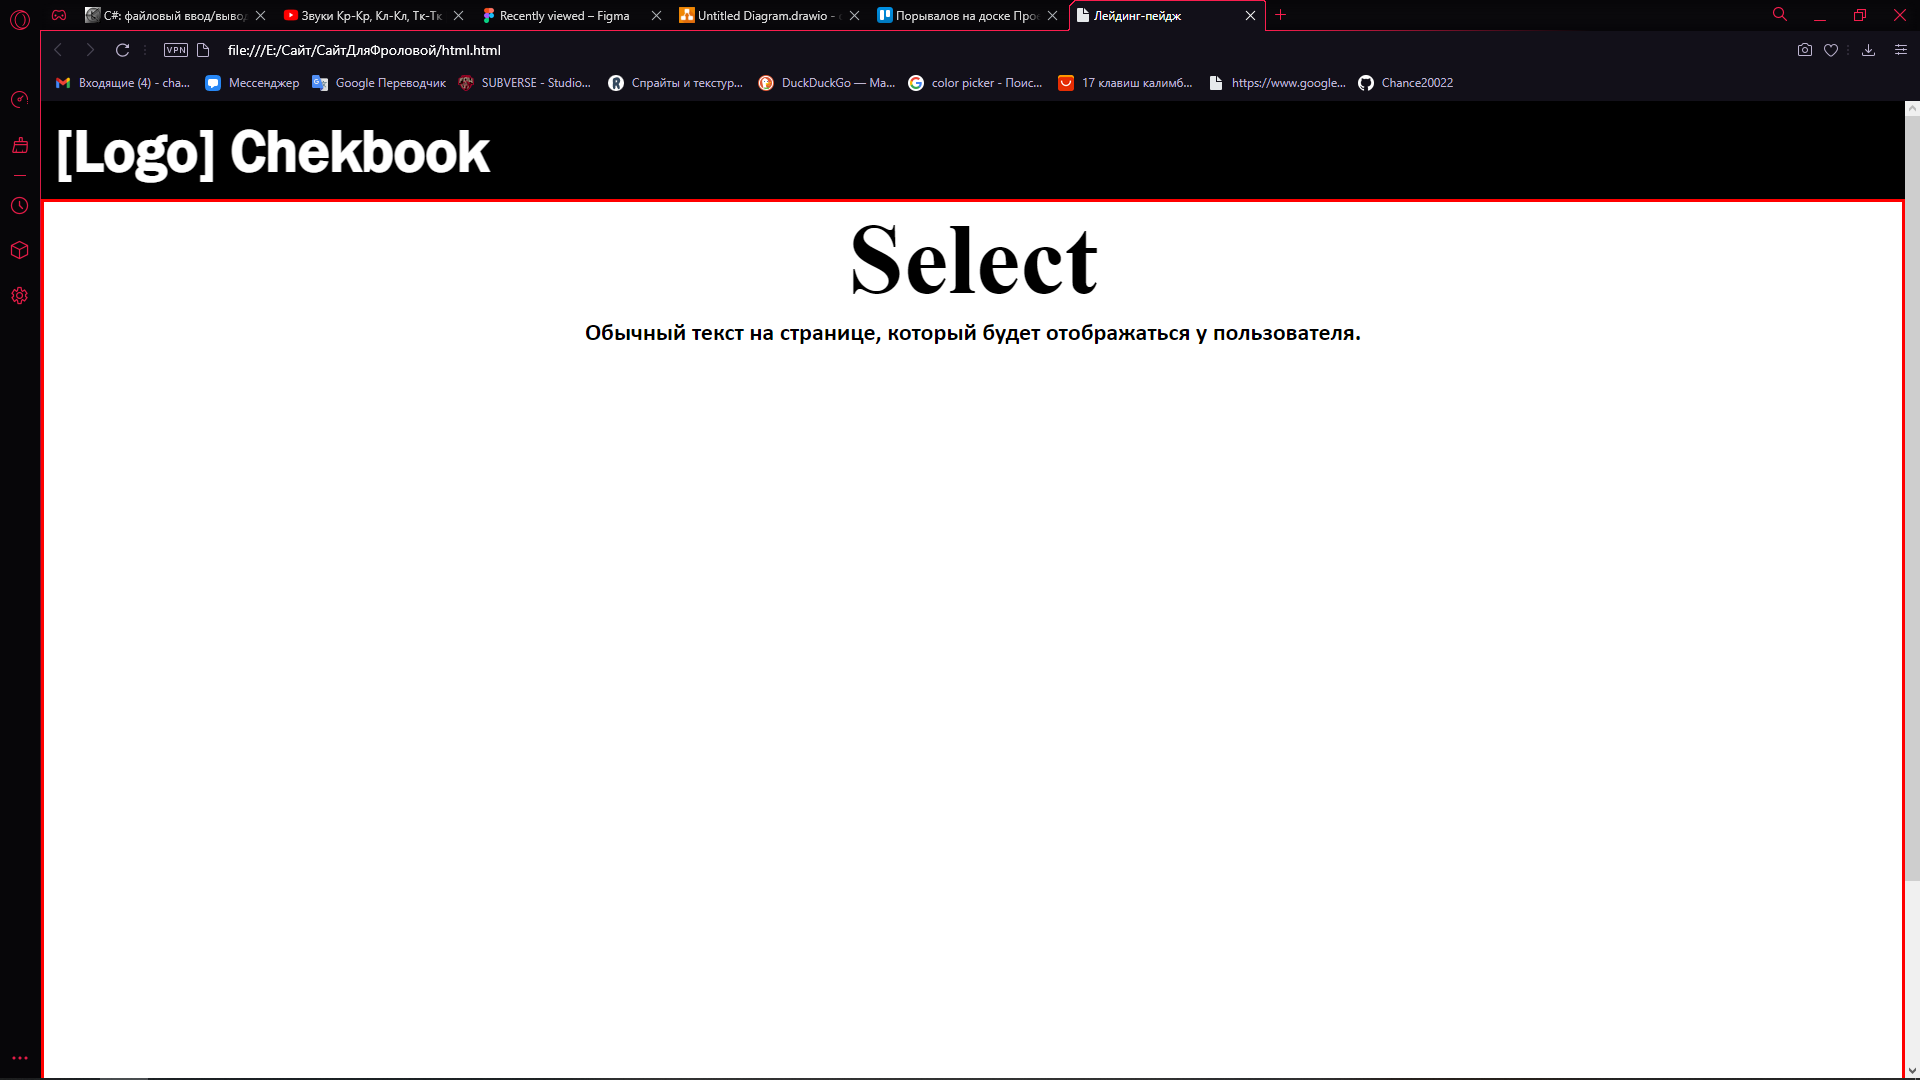 C#: файловый ввод/вывод
Звуки Кр-Кр, Кл-Кл, Тк-Тк
Recently viewed – Figma
Untitled Diagram.drawio -
Порывалов на доске Прое
Лейдинг-пейдж
VPN
file:///E:/Сайт/СайтДляФроловой/html.html
Входящие (4) - cha...
Мессенджер
Google Переводчик
SUBVERSE - Studio...
Спрайты и текстур...
DuckDuckGo — Ма...
color picker - Поис...
17 клавиш калимб...
https://www.google...
Chance20022
[Logo] Chekbook
Select
Обычный текст на странице, который будет отображаться у пользователя.